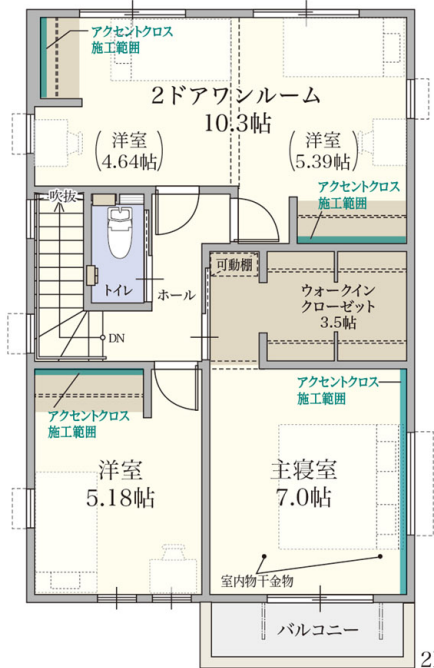 アクセントクロス
施工範囲
2ドアワンルーム
10.3帖
洋室
(4.64帖)
洋室
(5.39帖)
アクセントクロス
施工範囲
吹抜
トイレ
ホール
可動棚
ウォークイン
クローゼット
3.5帖
DN
アクセントクロス
施工範囲
アクセントクロス
施工範囲
洋室
5.18帖
主寝室
7.0帖
室内物干金物
バルコニー
2